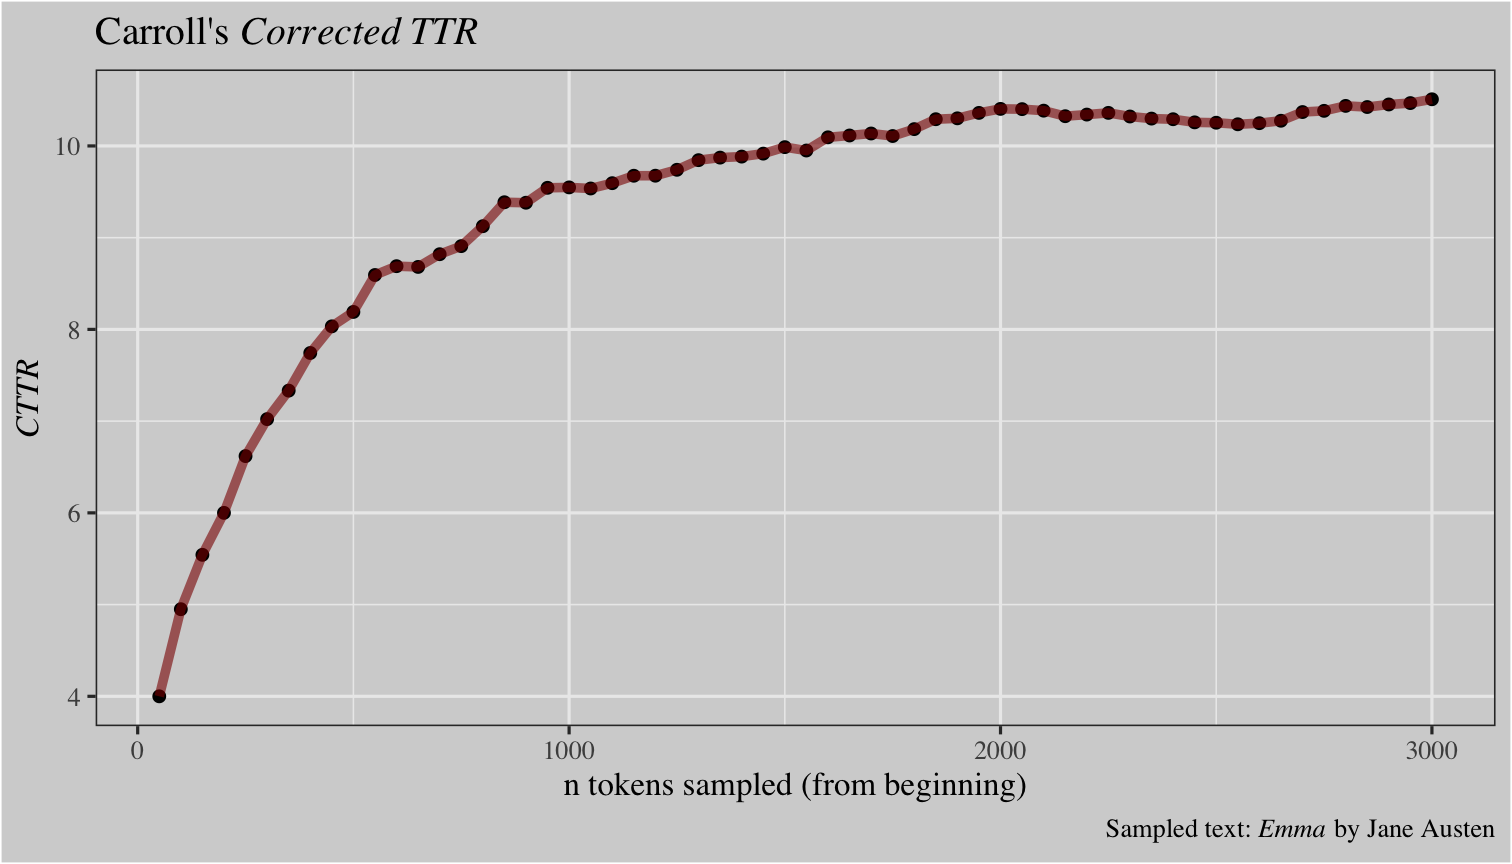 Carroll's Corrected TTR
CTTR
10
8
6
4
0 1000 2000 3000
n tokens sampled (from beginning)
Sampled text: Emma by Jane Austen